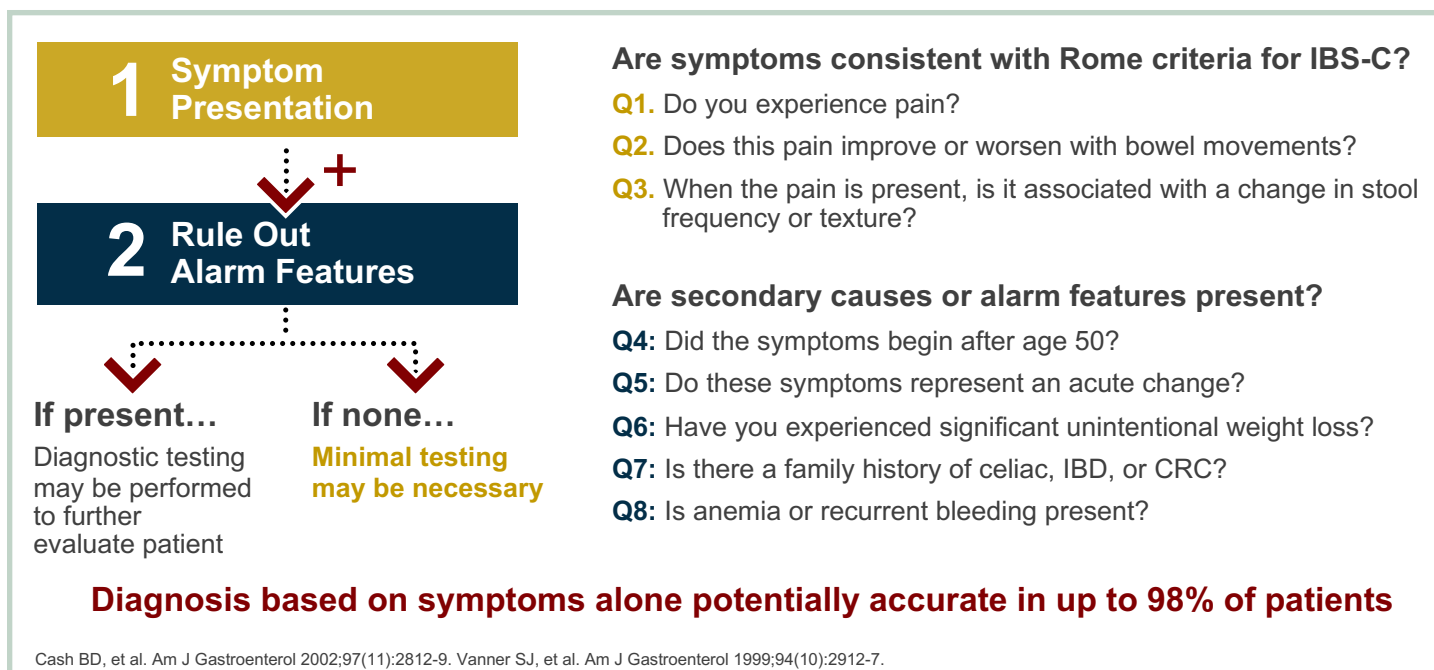 1 Symptom
Presentation
+
2 Rule Out
Alarm Features
If present…
Diagnostic testing
may be performed
to further
evaluate patient
If none…
Minimal testing
may be necessary
Are symptoms consistent with Rome criteria for IBS-C?
Q1. Do you experience pain?
Q2. Does this pain improve or worsen with bowel movements?
Q3. When the pain is present, is it associated with a change in stool
frequency or texture?
Are secondary causes or alarm features present?
Q4: Did the symptoms begin after age 50?
Q5: Do these symptoms represent an acute change?
Q6: Have you experienced significant unintentional weight loss?
Q7: Is there a family history of celiac, IBD, or CRC?
Q8: Is anemia or recurrent bleeding present?
Diagnosis based on symptoms alone potentially accurate in up to 98% of patients
Cash BD, et al. Am J Gastroenterol 2002;97(11):2812-9. Vanner SJ, et al. Am J Gastroenterol 1999;94(10):2912-7.